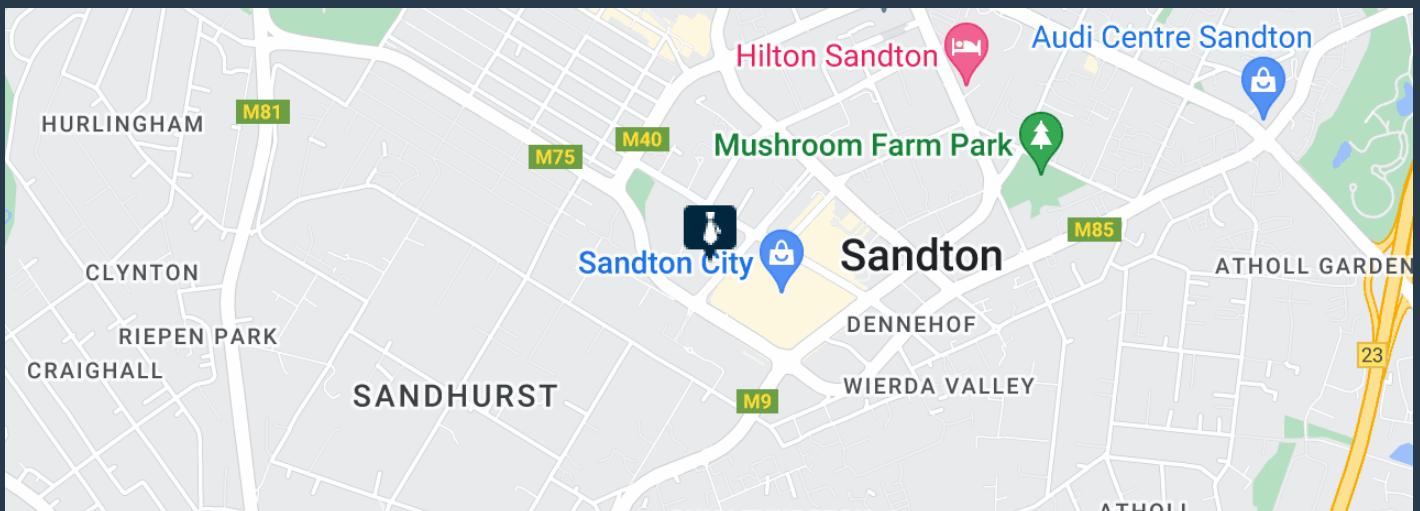 Audi Centre Sandton
Hilton Sandton
M81
HURLINGHAM
M40
Mushroom Farm Park
M75
M85
Sandton
Sandton City
ATHOLL GARDEN
CLYNTON
DENNEHOF
RIEPEN PARK
23
CRAIGHALL
WIERDA VALLEY
SANDHURST
M9
ATHOLL